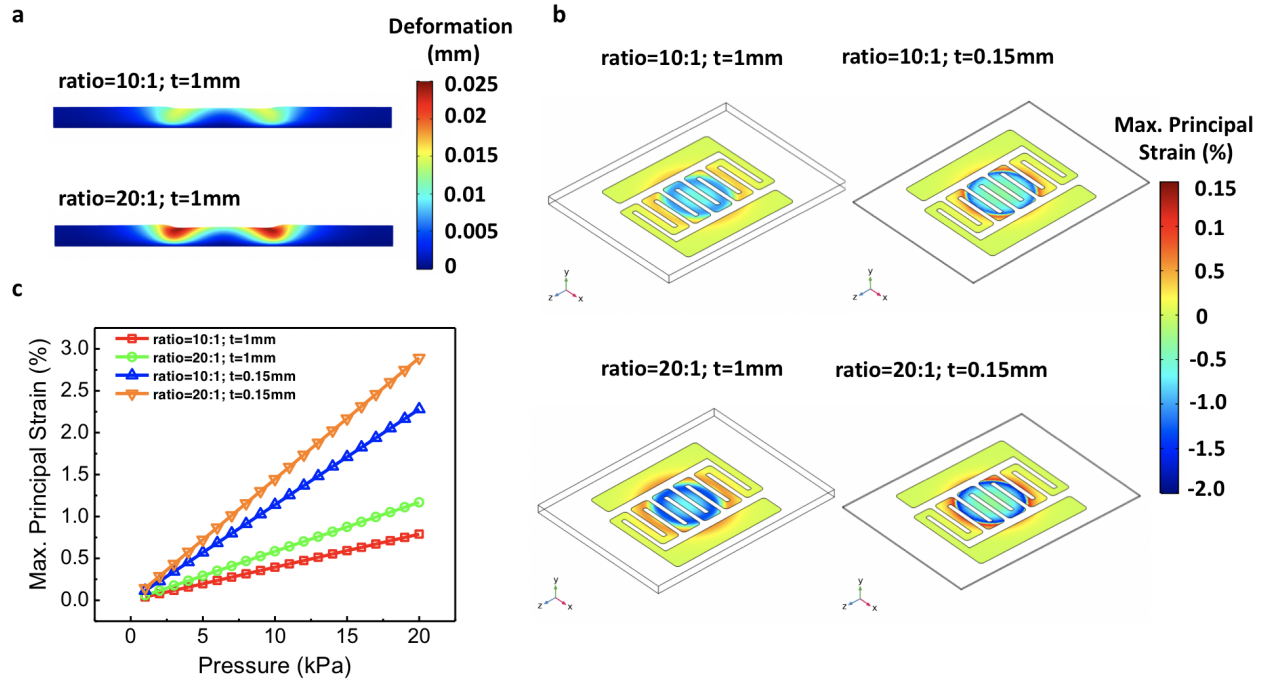 a
Deformation
(mm)
ratio=10:1; t=1mm
0.025
0.02
0.015
0.01
0.005
0
ratio=20:1; t=1mm
b
ratio=10:1; t=1mm
ratio=10:1; t=0.15mm
y
z
x
y
z
x
ratio=20:1; t=1mm
ratio=20:1; t=0.15mm
y
z
x
y
z
x
Max. Principal
Strain (%)
0.15
0.1
0.5
0
-0.5
-1.0
-1.5
-2.0
c
ratio=10:1; t=1mm
ratio=20:1; t=1mm
ratio=10:1; t=0.15mm
ratio=20:1; t=0.15mm
Max. Principal Strain (%)
3.0
2.5
2.0
1.5
1.0
0.5
0.0
0 5 10 15 20
Pressure (kPa)